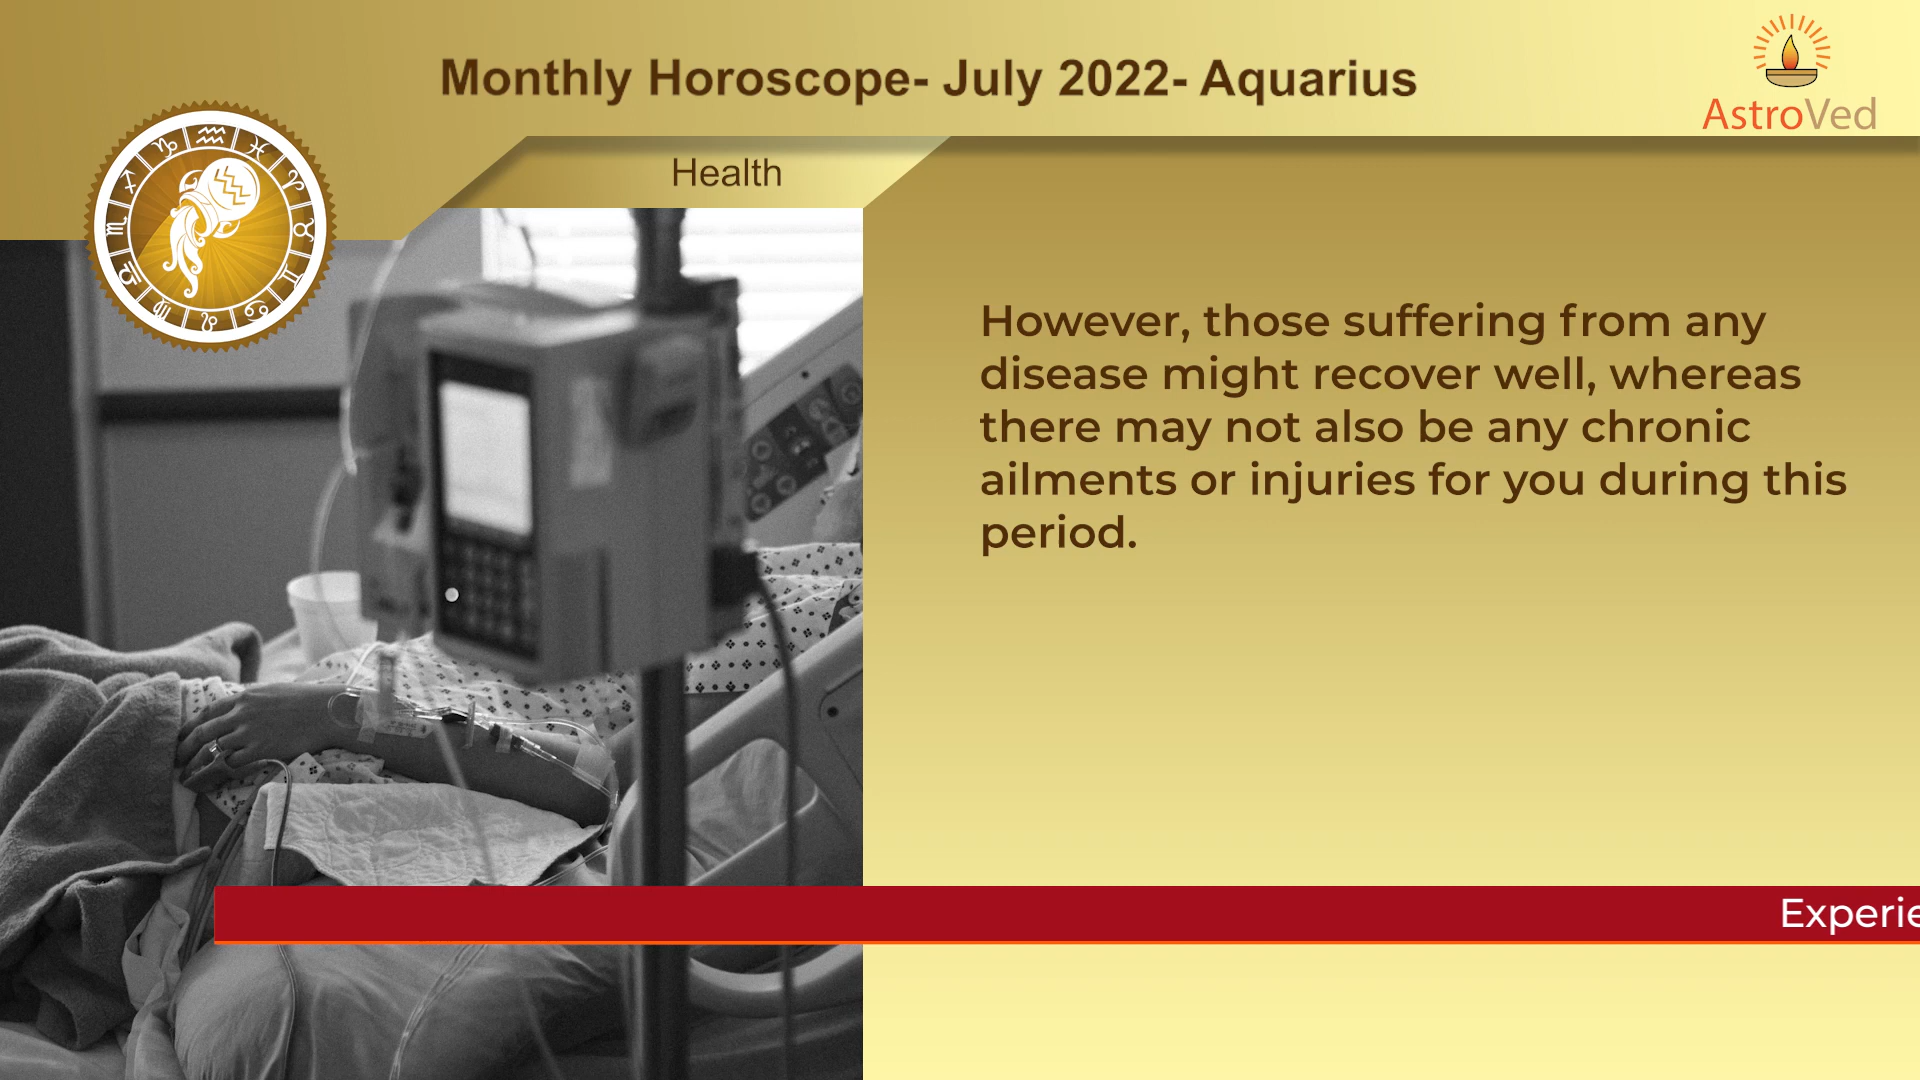 Monthly Horoscope- July 2022- Aquarius
AstroVed
Health
However, those suffering from any
disease might recover well, whereas
there may not also be any chronic
ailments or injuries for you during this
period.
Experie